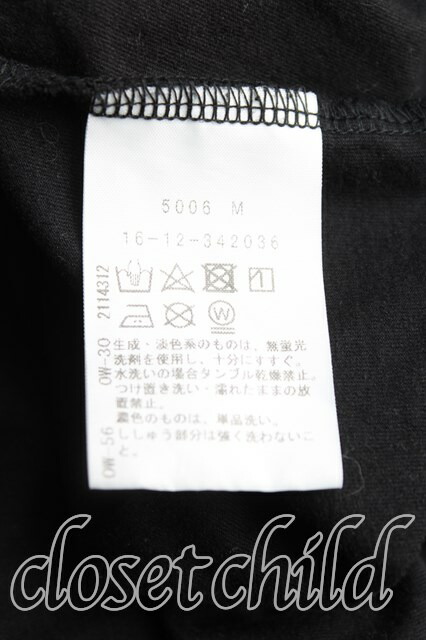 5006 M
16-12-342036
W
OW-56 OW-30 2114312
生成・淡色系のものは、無蛍光
洗剤を使用し、十分にすすぐ。
水洗いの場合タンブル乾燥禁止。
つけ置き洗い・濡れたままの放
置禁止。
濃色のものは、単品洗い。
ししゅう部分は強く洗わないこ
と。
closet child